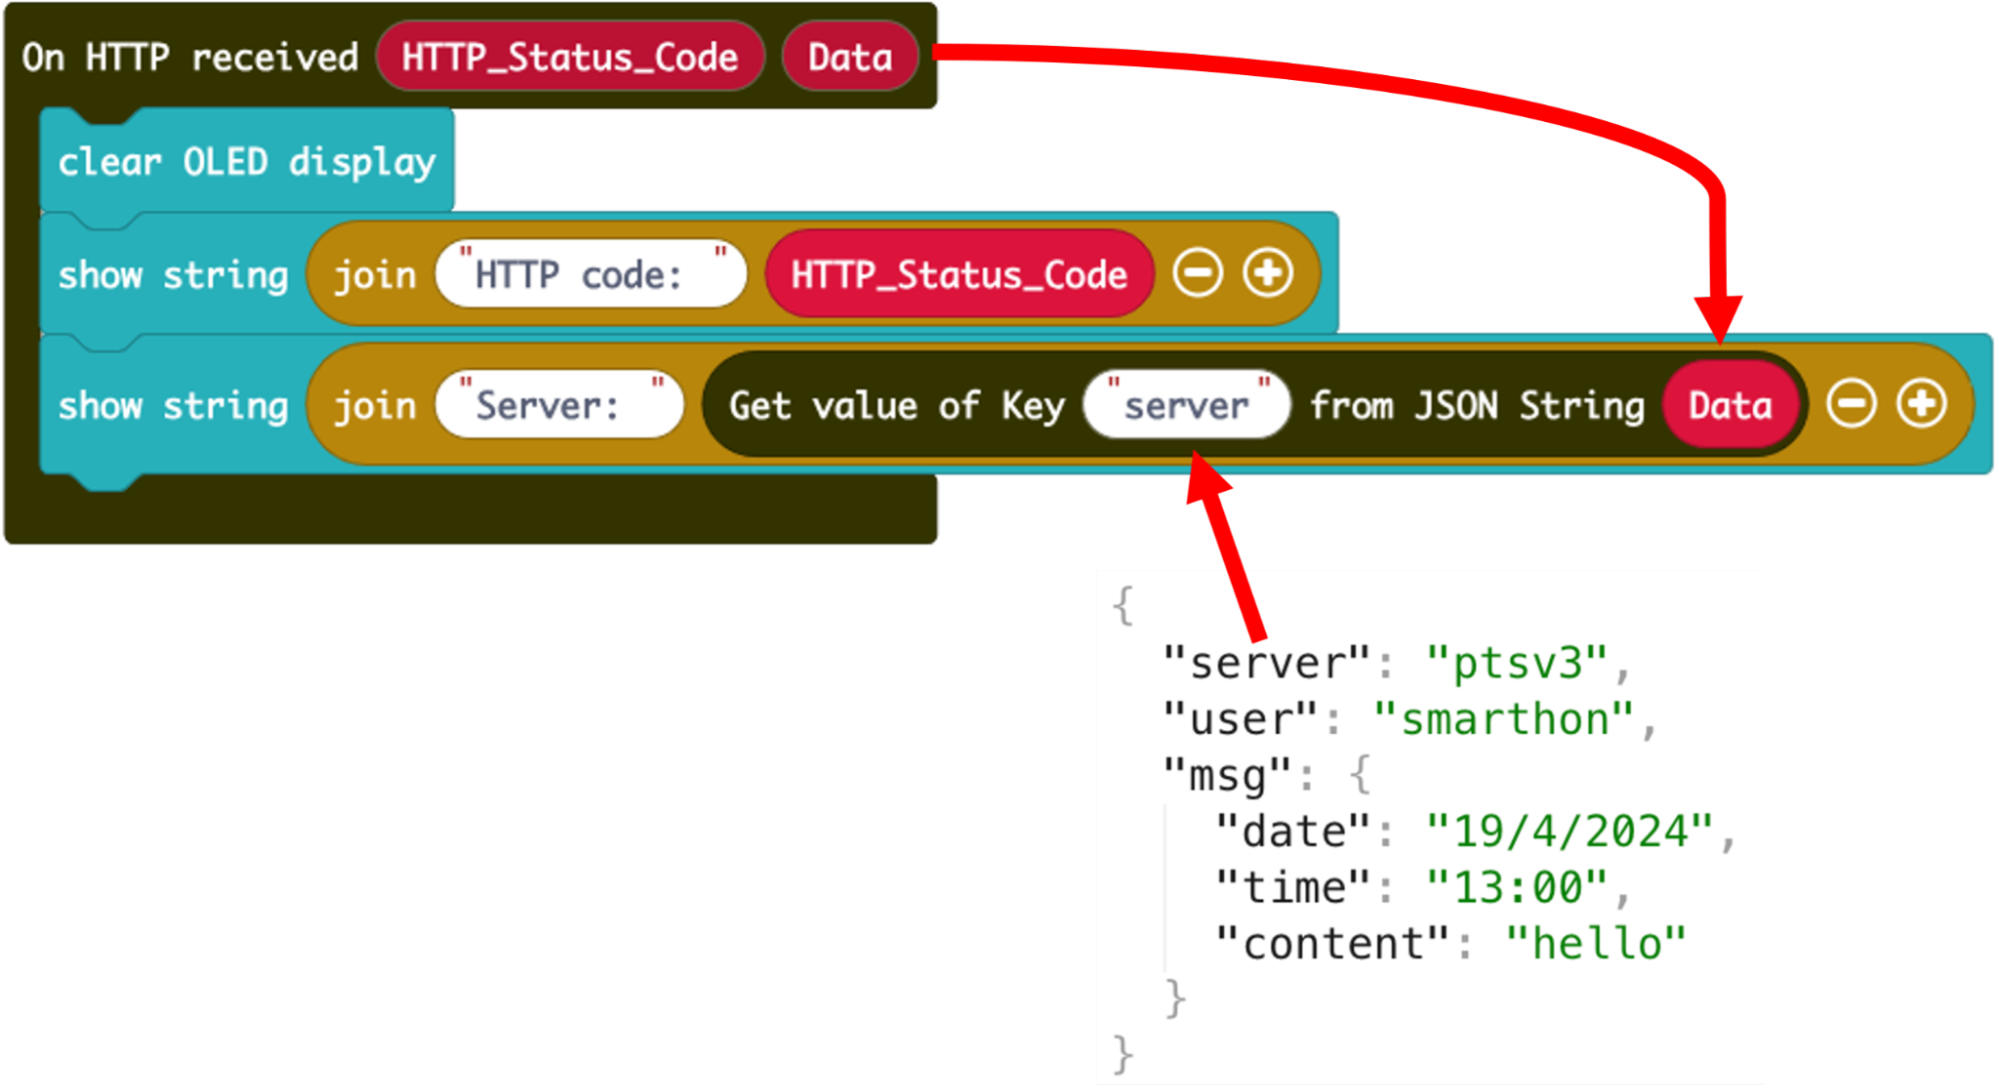 On HTTP received HTTP_Status_Code Data
clear OLED display
show string join "HTTP code: " HTTP_Status_Code
show string join "Server: " Get value of Key "server" from JSON String Data
{
"server": "ptsv3",
"user": "smarthon",
"msg": {
"date": "19/4/2024",
"time": "13:00",
"content": "hello"
}
}